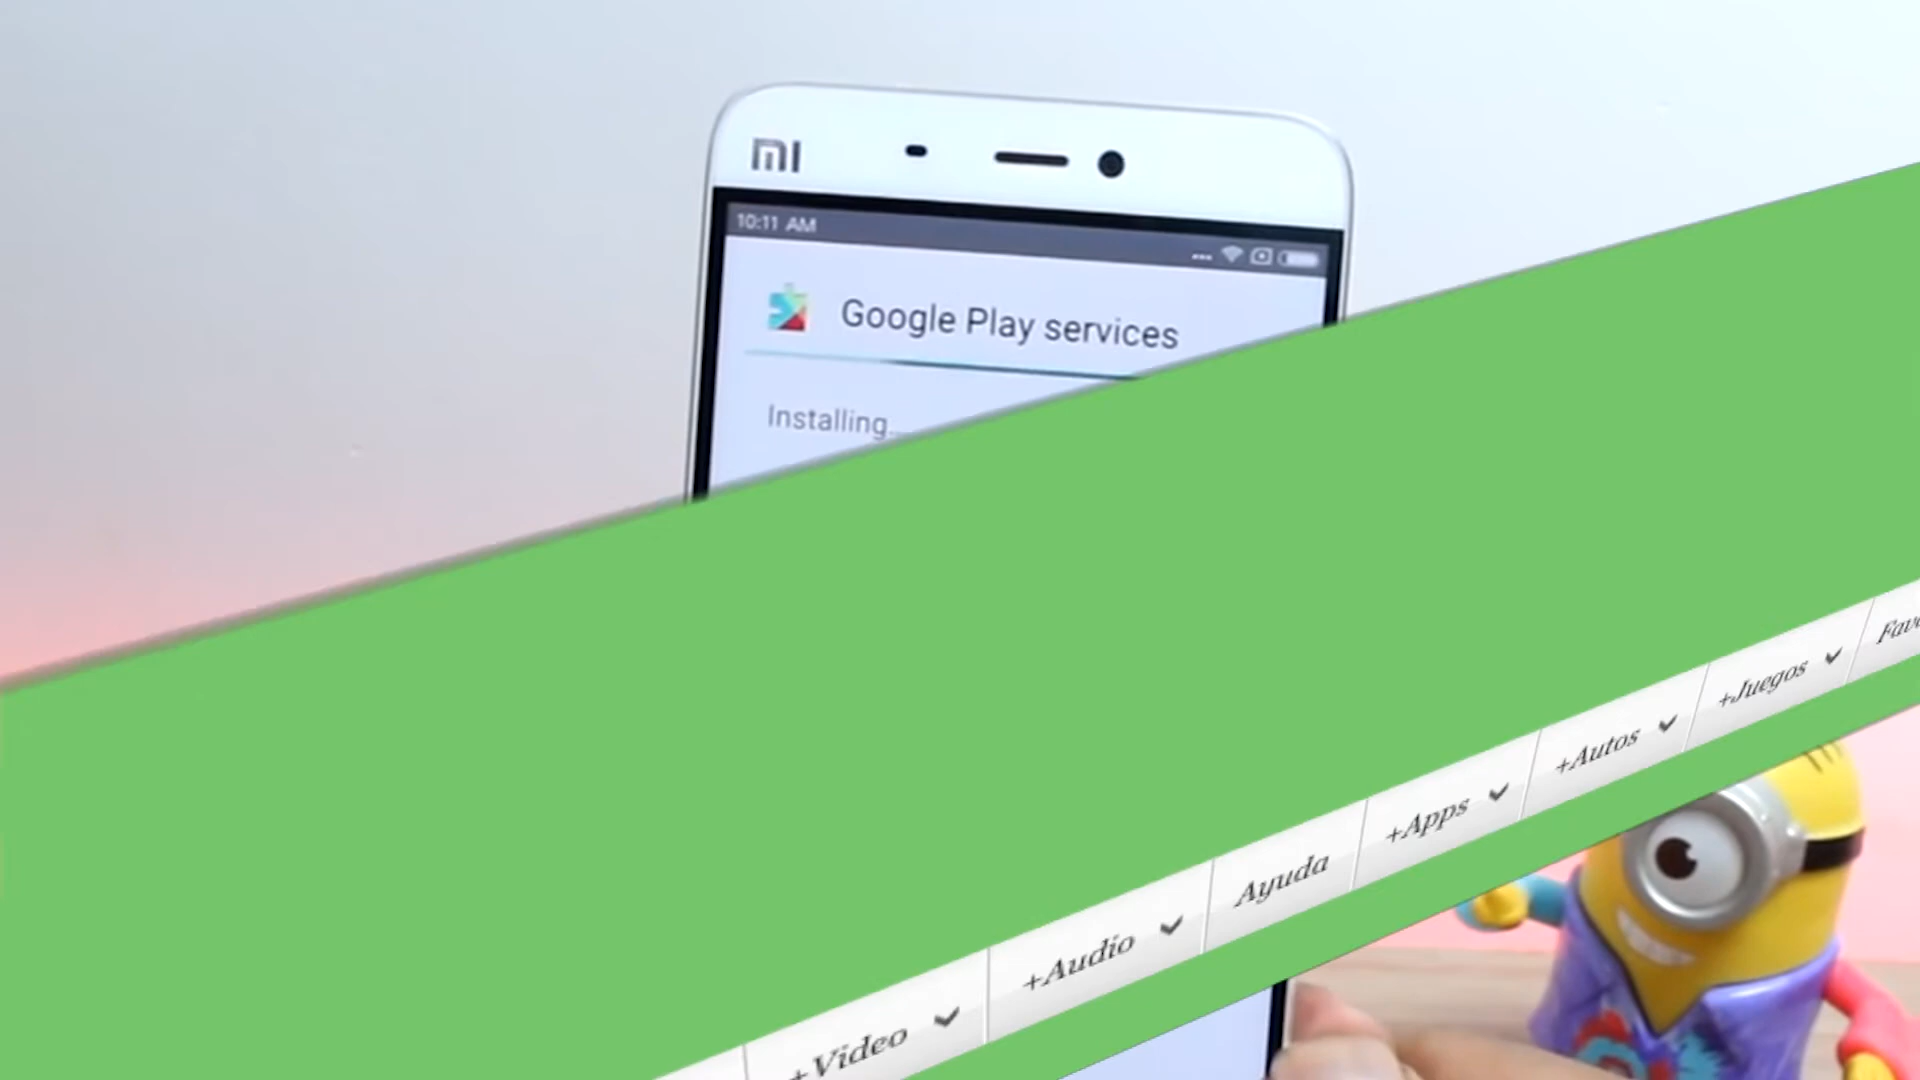 MI
10:11 AM
Google Play services
Installing...
+Video
+Audio
Ayuda
+Apps
+Autos
+Juegos